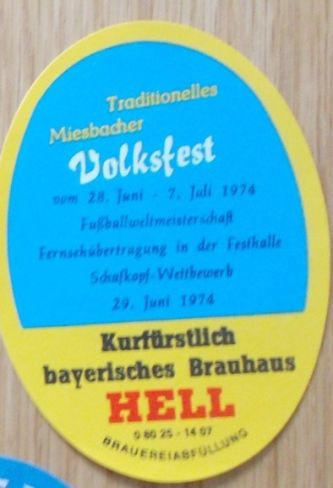 Traditionelles
Miesbacher
Volksfest
vom 28. Juni - 7. Juli 1974
Fußballweltmeisterschaft
Fernsehübertragung in der Festhalle
Schafkopf-Wettbewerb
29. Juni 1974
Kurfürstlich
bayerisches Brauhaus
HELL
0 80 25 - 14 07
BRAUEREIABFÜLLUNG